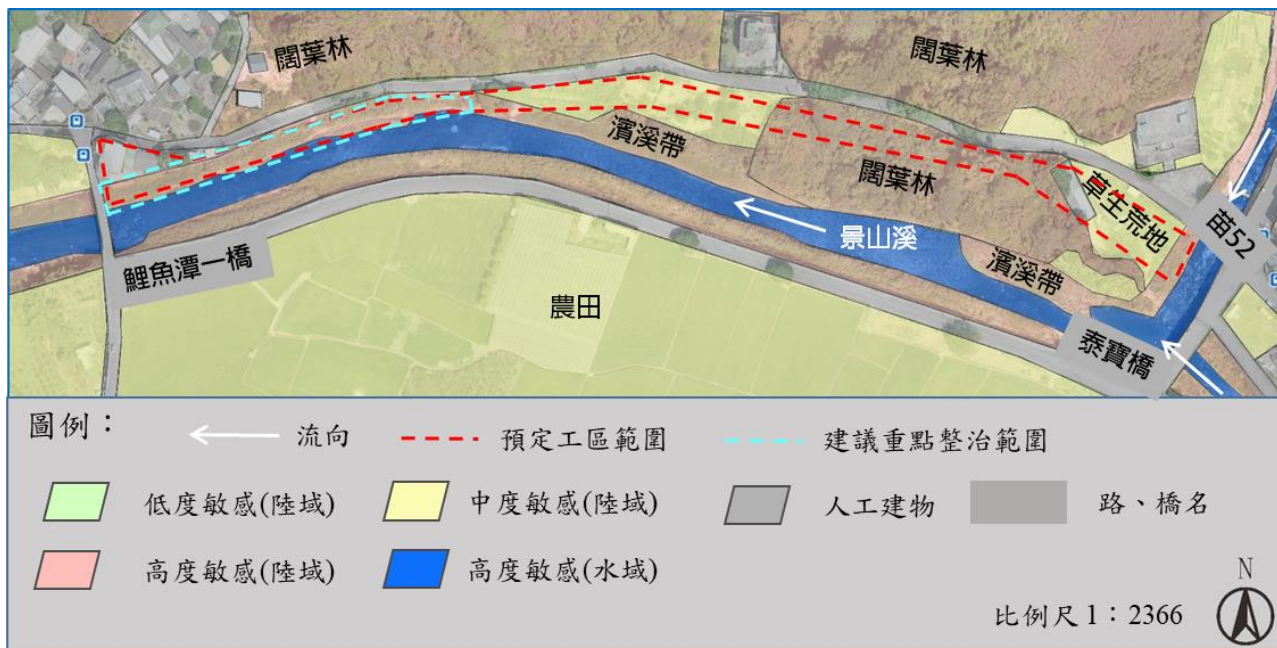 闊葉林
闊葉林
濱溪帶
闊葉林
草生荒地
苗52
景山溪
鯉魚潭一橋
濱溪帶
農田
泰寶橋
圖例：
流向
預定工區範圍
建議重點整治範圍
低度敏感(陸域)
中度敏感(陸域)
人工建物
路、橋名
高度敏感(陸域)
高度敏感(水域)
N
比例尺 1：2366